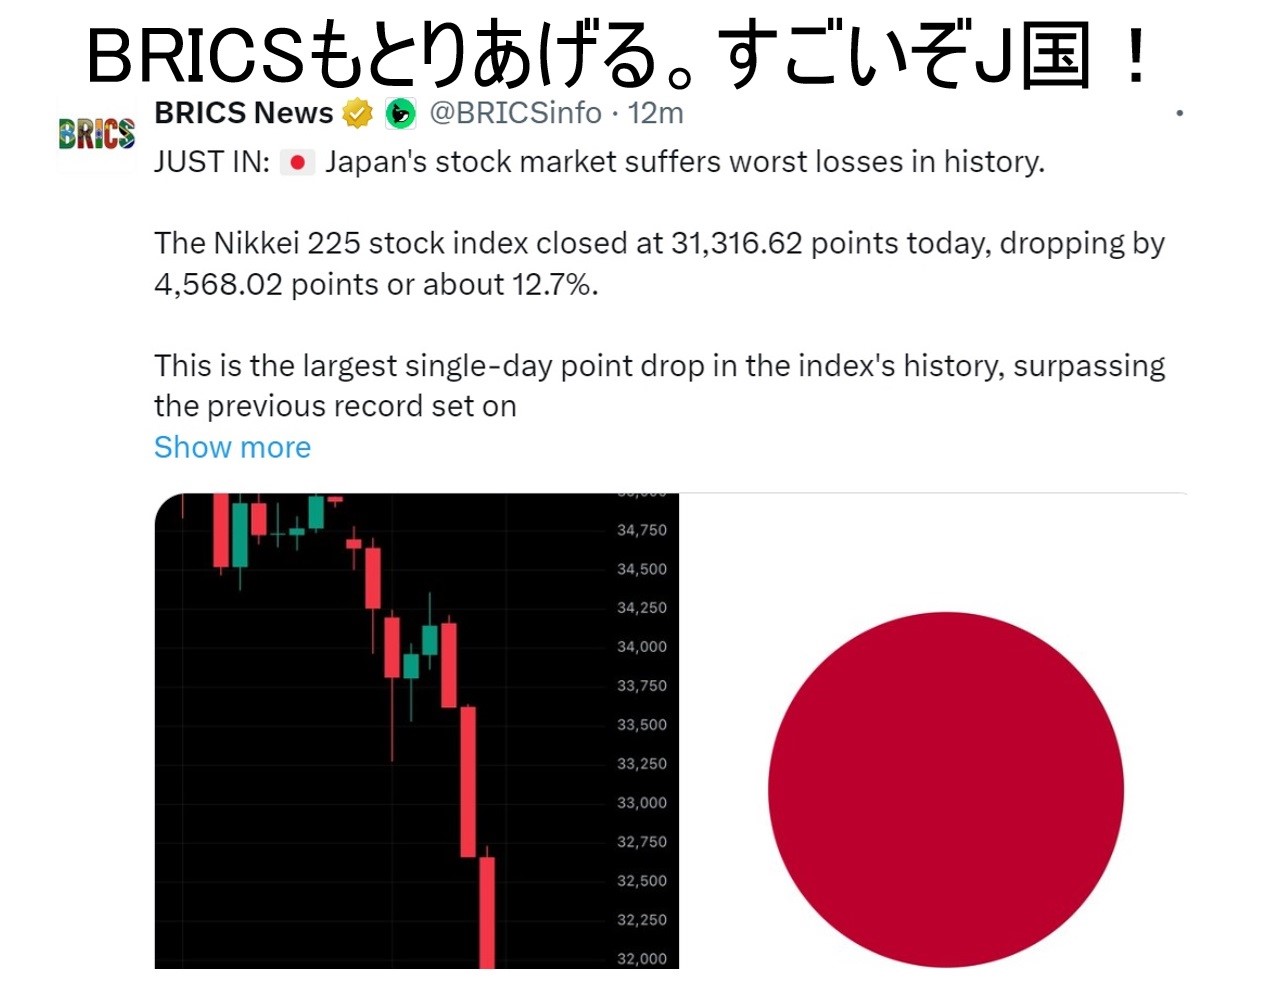 BRICSもとりあげる。すごいぞJ国！
BRICS News @BRICSinfo · 12m
BRICS
JUST IN: 🇯🇵 Japan's stock market suffers worst losses in history.
The Nikkei 225 stock index closed at 31,316.62 points today, dropping by
4,568.02 points or about 12.7%.
This is the largest single-day point drop in the index's history, surpassing
the previous record set on
Show more
34,750
34,500
34,250
34,000
33,750
33,500
33,250
33,000
32,750
32,500
32,250
32,000